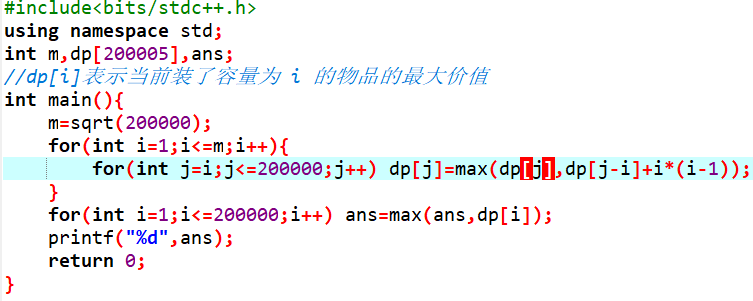 #include<bits/stdc++.h>
using namespace std;
int m,dp[200005],ans;
//dp[i]表示当前装了容量为 i 的物品的最大价值
int main(){
    m=sqrt(200000);
    for(int i=1;i<=m;i++){
        for(int j=i;j<=200000;j++) dp[j]=max(dp[j],dp[j-i]+i*(i-1));
    }
    for(int i=1;i<=200000;i++) ans=max(ans,dp[i]);
    printf("%d",ans);
    return 0;
}